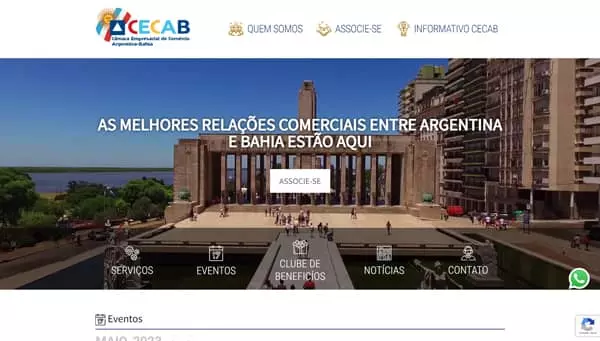 CECAB
Câmara Empresarial de Comércio
Argentina-Bahia
QUEM SOMOS
ASSOCIE-SE
INFORMATIVO CECAB
AS MELHORES RELAÇÕES COMERCIAIS ENTRE ARGENTINA
E BAHIA ESTÃO AQUI
ASSOCIE-SE
SERVIÇOS
EVENTOS
CLUBE DE
BENEFICÍOS
NOTÍCIAS
CONTATO
Eventos
MAIO, 2023